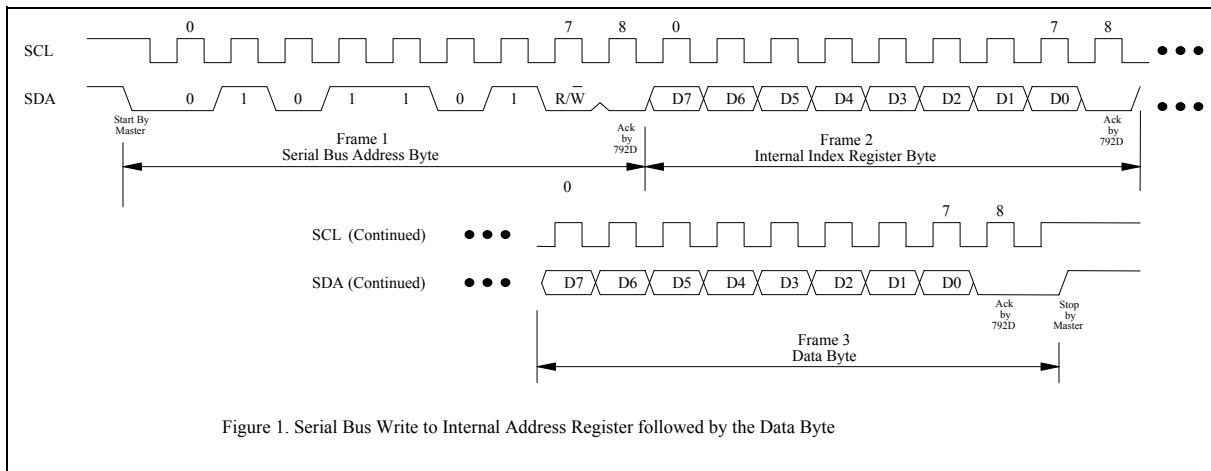 0 7 8 0 7 8
SCL
SDA 0 1 0 1 1 0 1 R/W D7 D6 D5 D4 D3 D2 D1 D0
Start By
Master
Ack
by
792D
Ack
by
792D
Frame 1
Serial Bus Address Byte
Frame 2
Internal Index Register Byte
0
7 8
SCL (Continued)
SDA (Continued) D7 D6 D5 D4 D3 D2 D1 D0
Ack
by
792D
Stop
by
Master
Frame 3
Data Byte
Figure 1. Serial Bus Write to Internal Address Register followed by the Data Byte